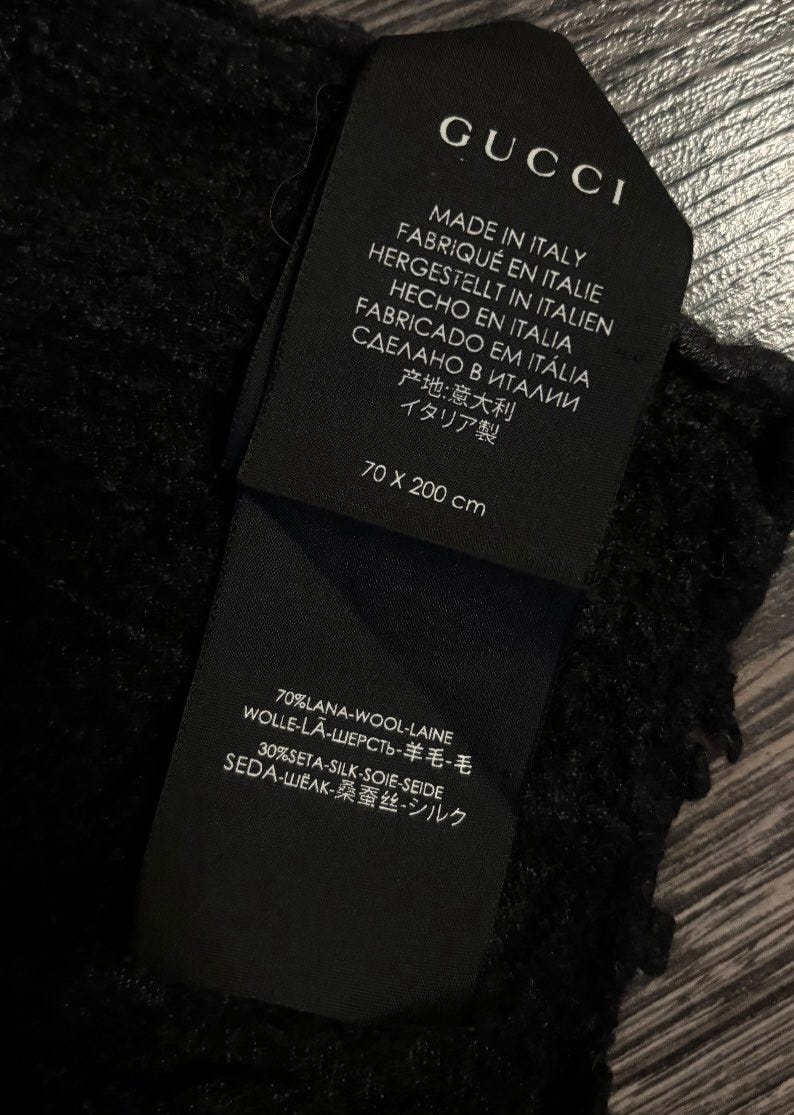 GUCCI
MADE IN ITALY
FABRIQUÉ EN ITALIE
HERGESTELLT IN ITALIEN
HECHO EN ITALIA
FABRICADO EM ITÁLIA
СДЕЛАНО В ИТАЛИИ
产地:意大利
イタリア製
70 X 200 cm
70%LANA-WOOL-LAINE
WOLLE-LÃ-ШЕРСТЬ-羊毛-毛
30%SETA-SILK-SOIE-SEIDE
SEDA-ШЁЛК-桑蚕丝-シルク